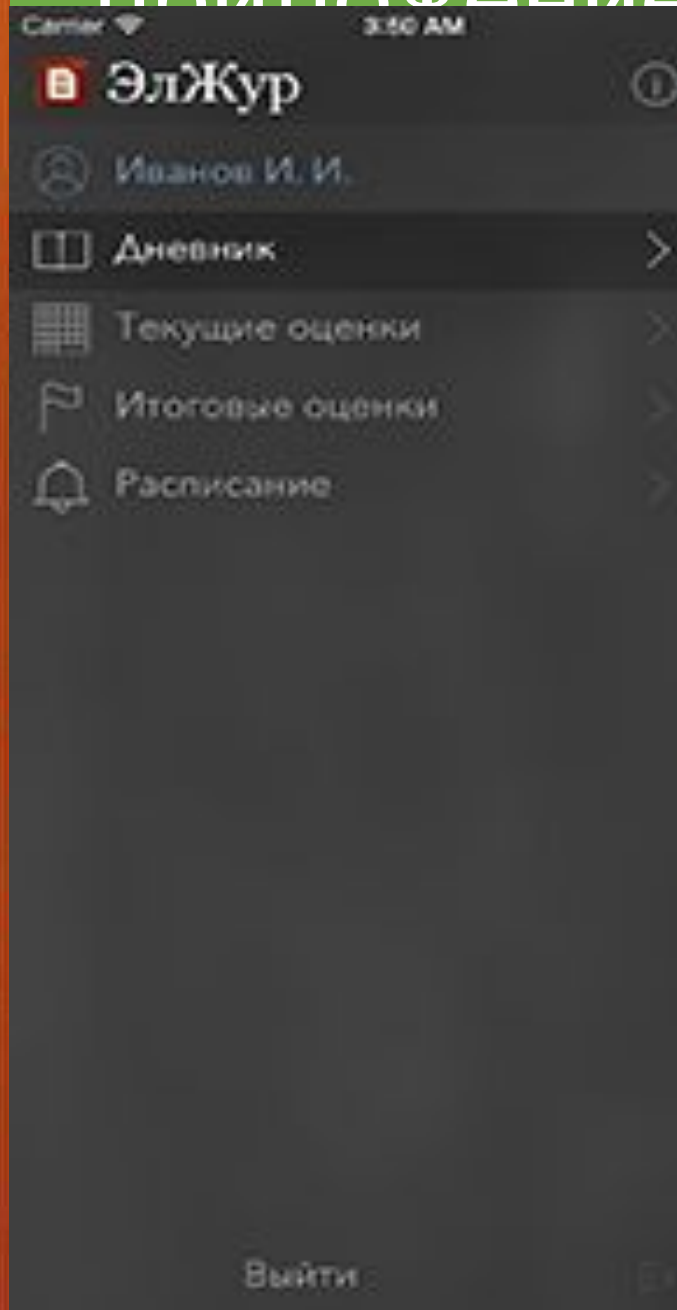 Carrier 3:50 AM
ЭлЖур
Иванов И. И.
Дневник
Текущие оценки
Итоговые оценки
Расписание
Выйти